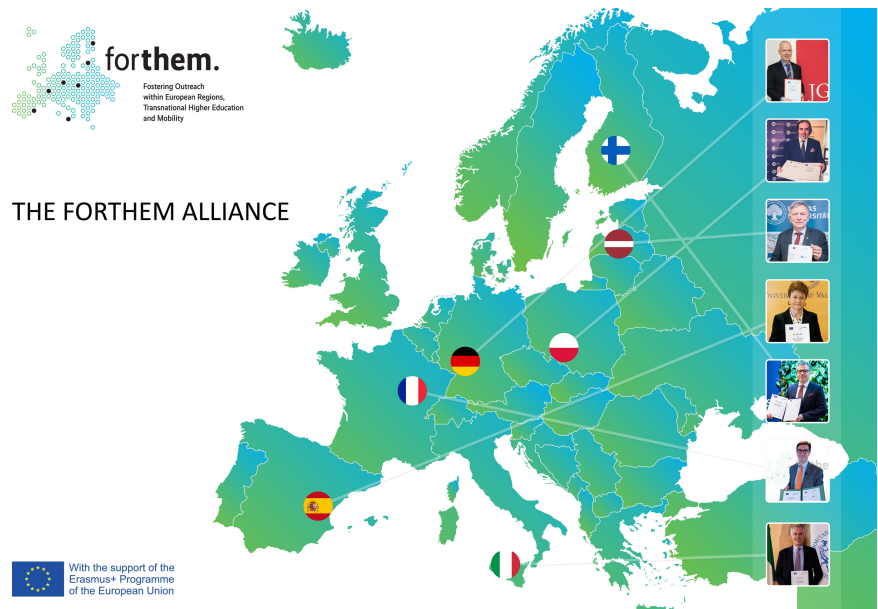 forthem.
Fostering Outreach
within European Regions,
Transnational Higher Education
and Mobility
THE FORTHEM ALLIANCE
With the support of the
Erasmus+ Programme
of the European Union